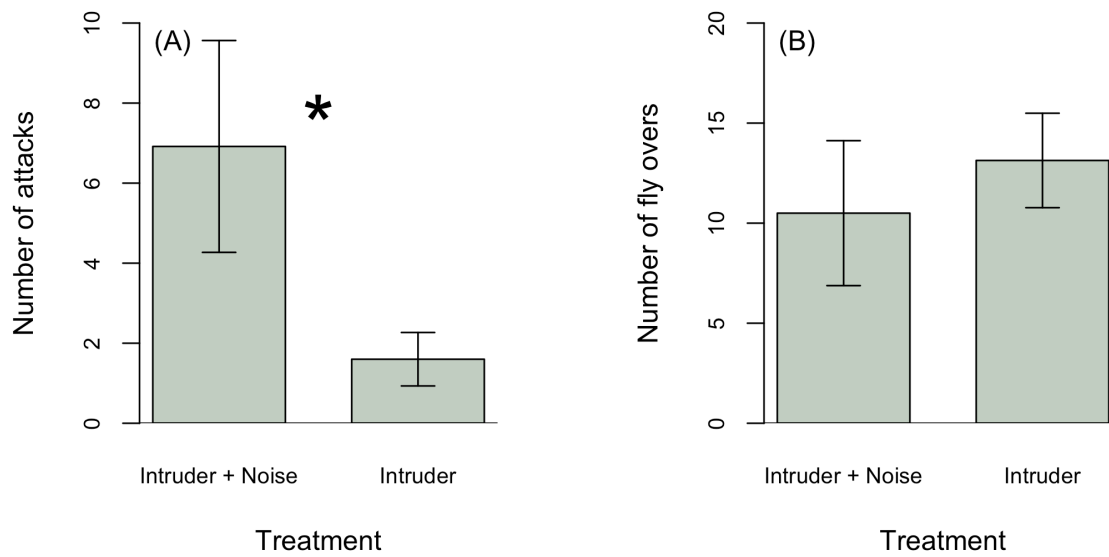 (A)
Number of attacks
10
8
6
4
2
0
*
Intruder + Noise
Intruder
Treatment
(B)
Number of fly overs
20
15
10
5
0
Intruder + Noise
Intruder
Treatment